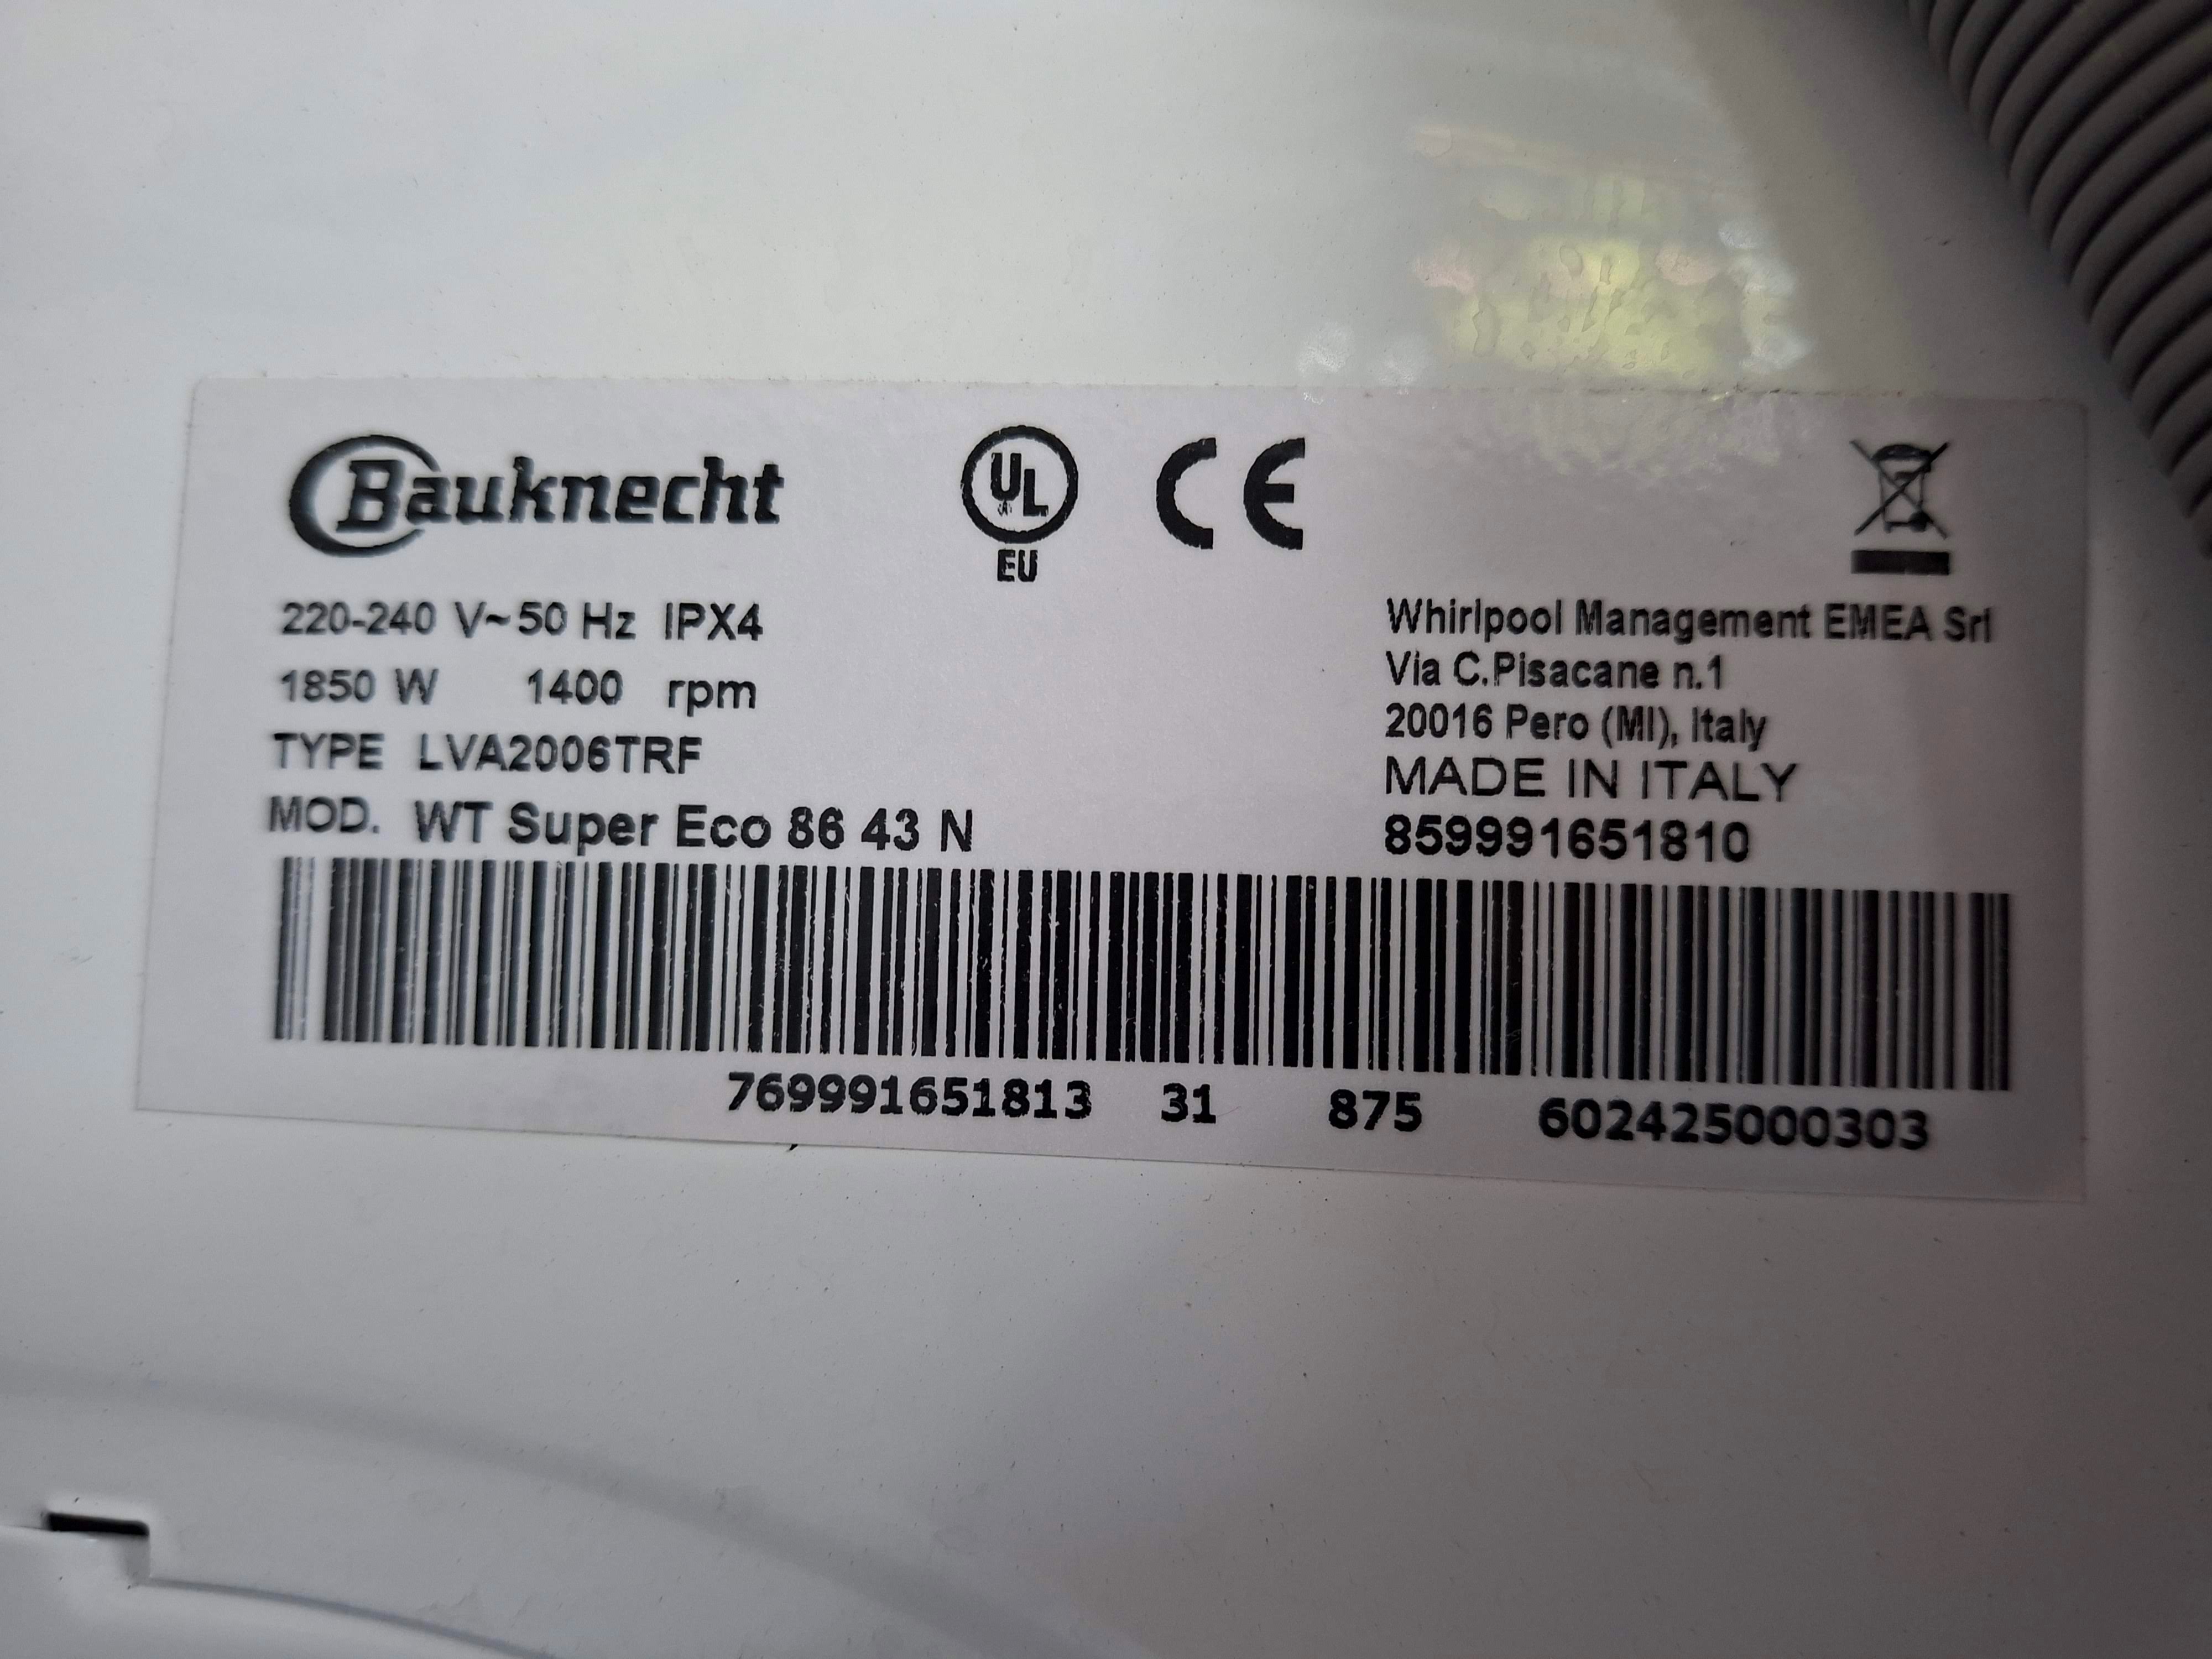 Bauknecht
UL
EU
CE
220-240 V~ 50 Hz IPX4
1850 W 1400 rpm
TYPE LVA2006TRF
MOD. WT Super Eco 86 43 N
Whirlpool Management EMEA Srl
Via C.Pisacane n.1
20016 Pero (MI), Italy
MADE IN ITALY
859991651810
769991651813 31 875 602425000303